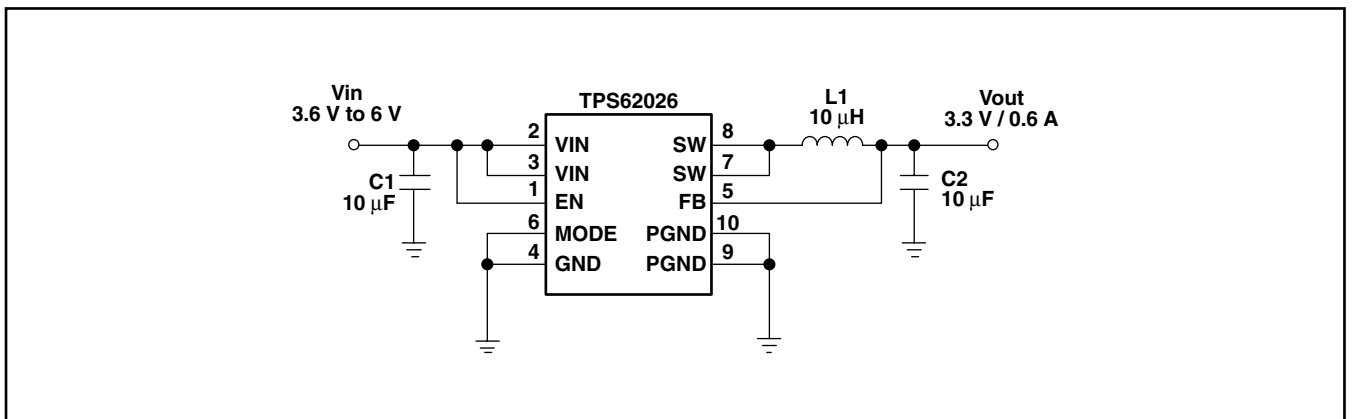 Vin
3.6 V to 6 V
TPS62026
L1
10 μH
Vout
3.3 V / 0.6 A
2
VIN
SW
8
3
VIN
SW
7
C1
10 μF
1
EN
FB
5
C2
10 μF
6
MODE
PGND
10
4
GND
PGND
9